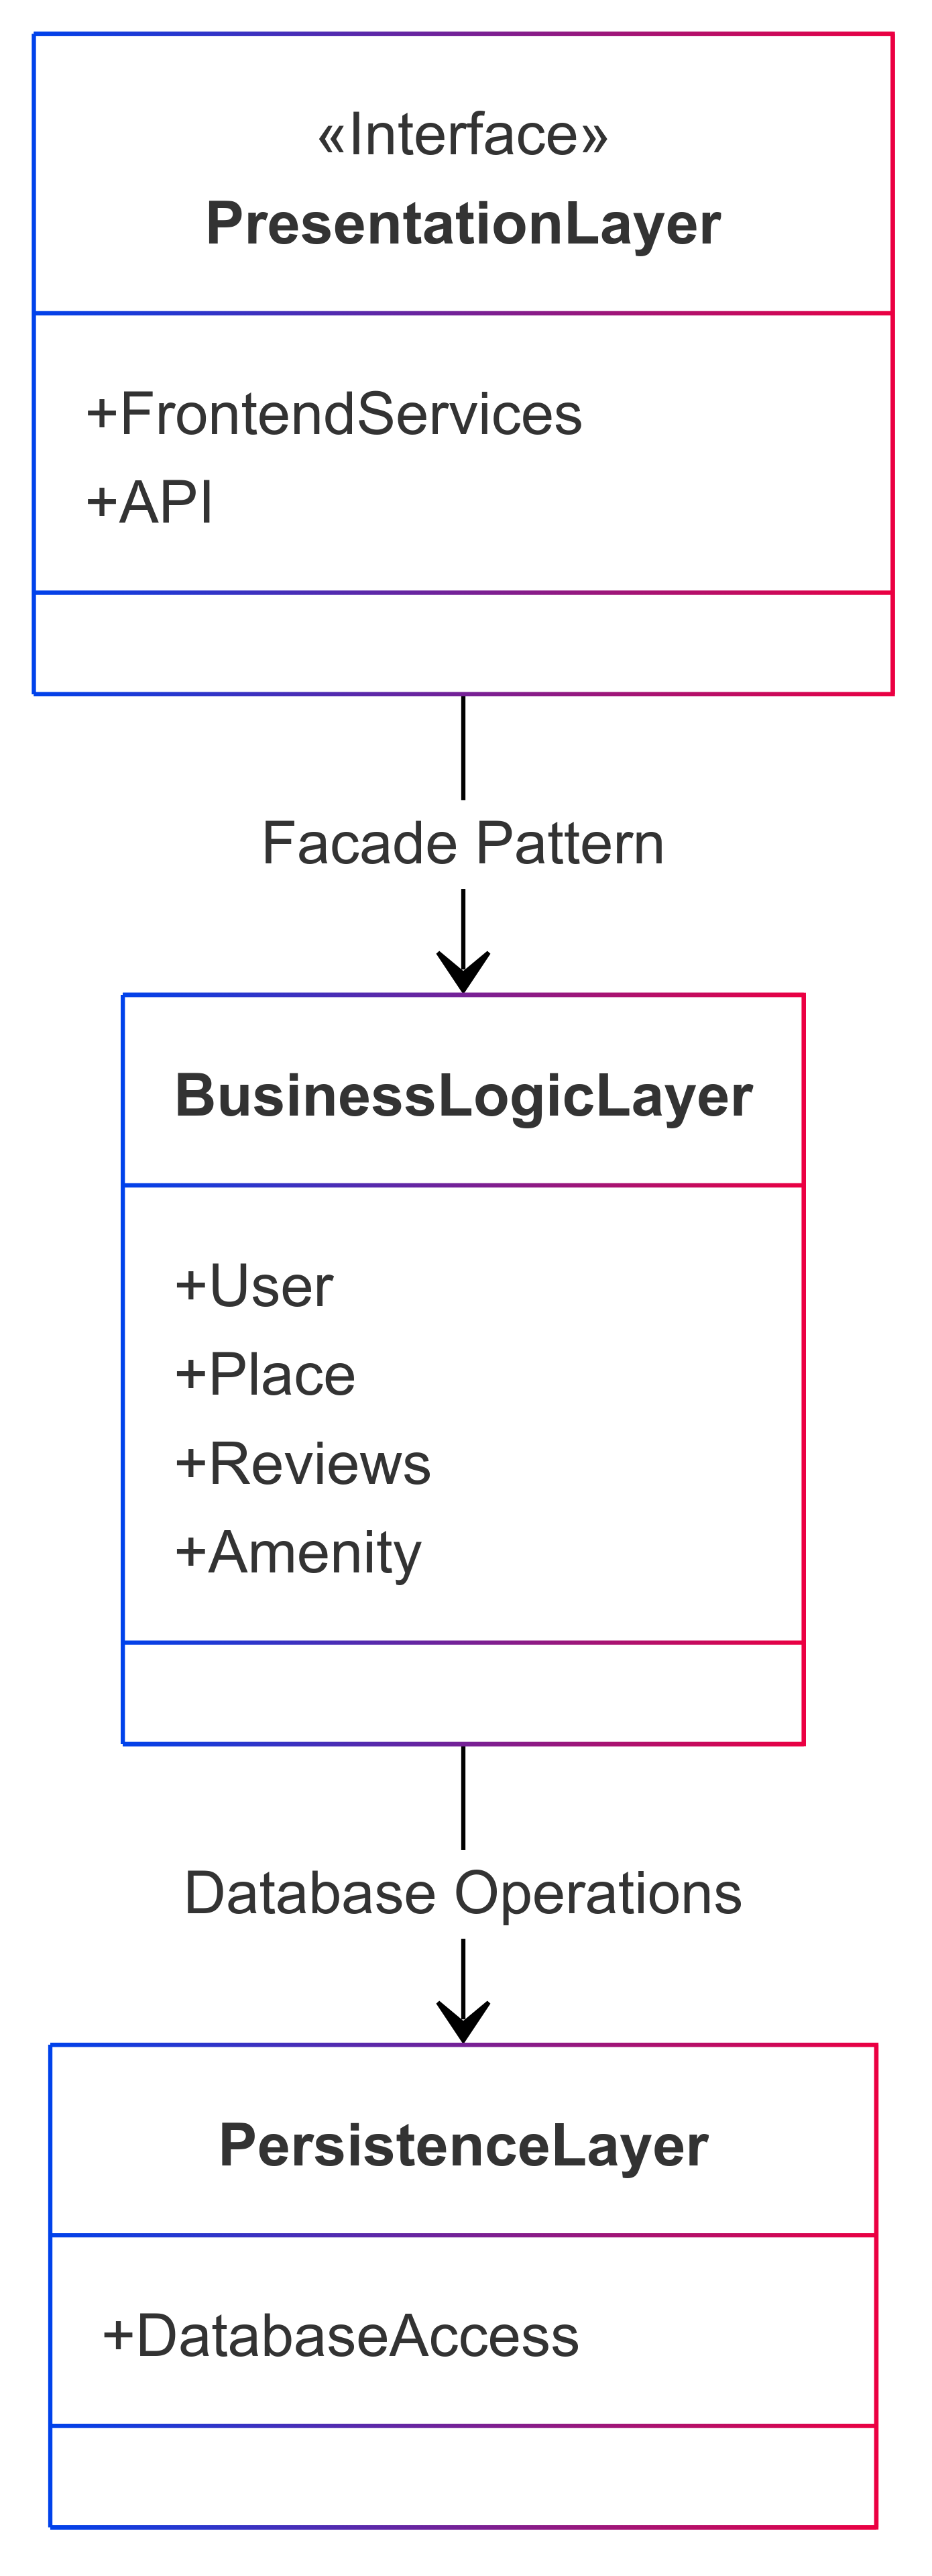 «Interface»
PresentationLayer
+FrontendServices
+API
Facade Pattern
BusinessLogicLayer
+User
+Place
+Reviews
+Amenity
Database Operations
PersistenceLayer
+DatabaseAccess